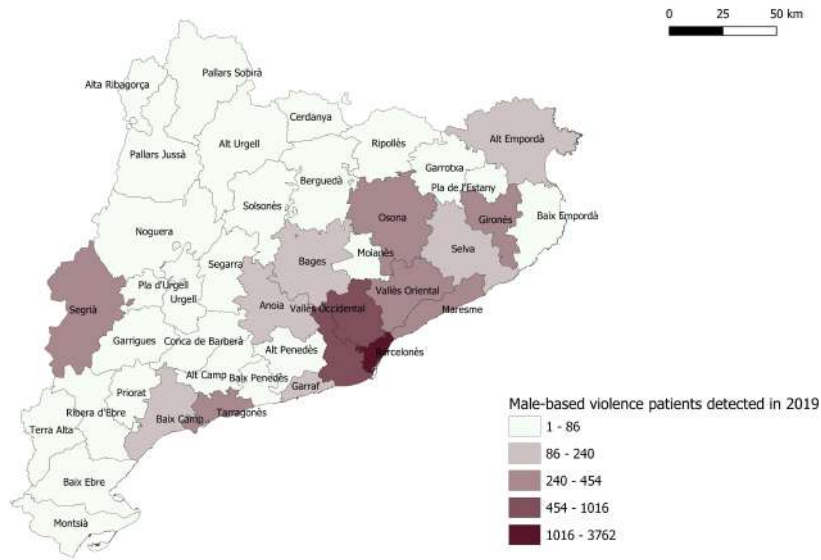 0 25 50 km
Pallars Sobirà
Alta Ribagorça
Cerdanya
Alt Empordà
Alt Urgell
Ripollès
Pallars Jussà
Garrotxa
Berguedà
Pla de l'Estany
Solsonès
Osona
Gironès
Baix Empordà
Noguera
Moianès
Selva
Bages
Segarra
Pla d'Urgell
Vallès Oriental
Urgell
Anoia
Vallès Occidental
Segrià
Maresme
Garrigues
Conca de Barberà
Alt Penedès
Barcelonès
Alt Camp
Baix Penedès
Garraf
Priorat
Ribera d'Ebre
Baix Camp
Tarragonès
Terra Alta
Baix Ebre
Montsià
Male-based violence patients detected in 2019
1 - 86
86 - 240
240 - 454
454 - 1016
1016 - 3762